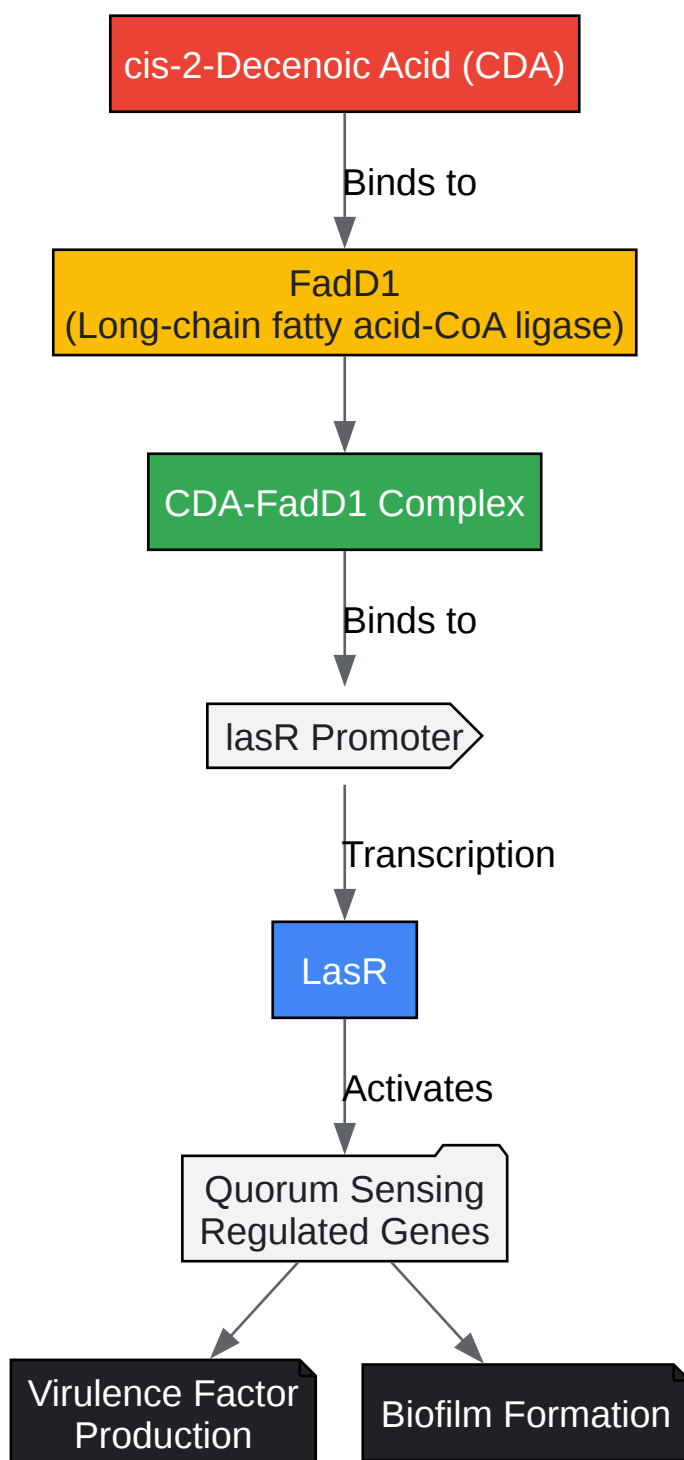 cis-2-Decenoic Acid (CDA)
Binds to
FadD1
(Long-chain fatty acid-CoA ligase)
CDA-FadD1 Complex
Binds to
lasR Promoter
Transcription
LasR
Activates
Quorum Sensing
Regulated Genes
Virulence Factor
Production
Biofilm Formation